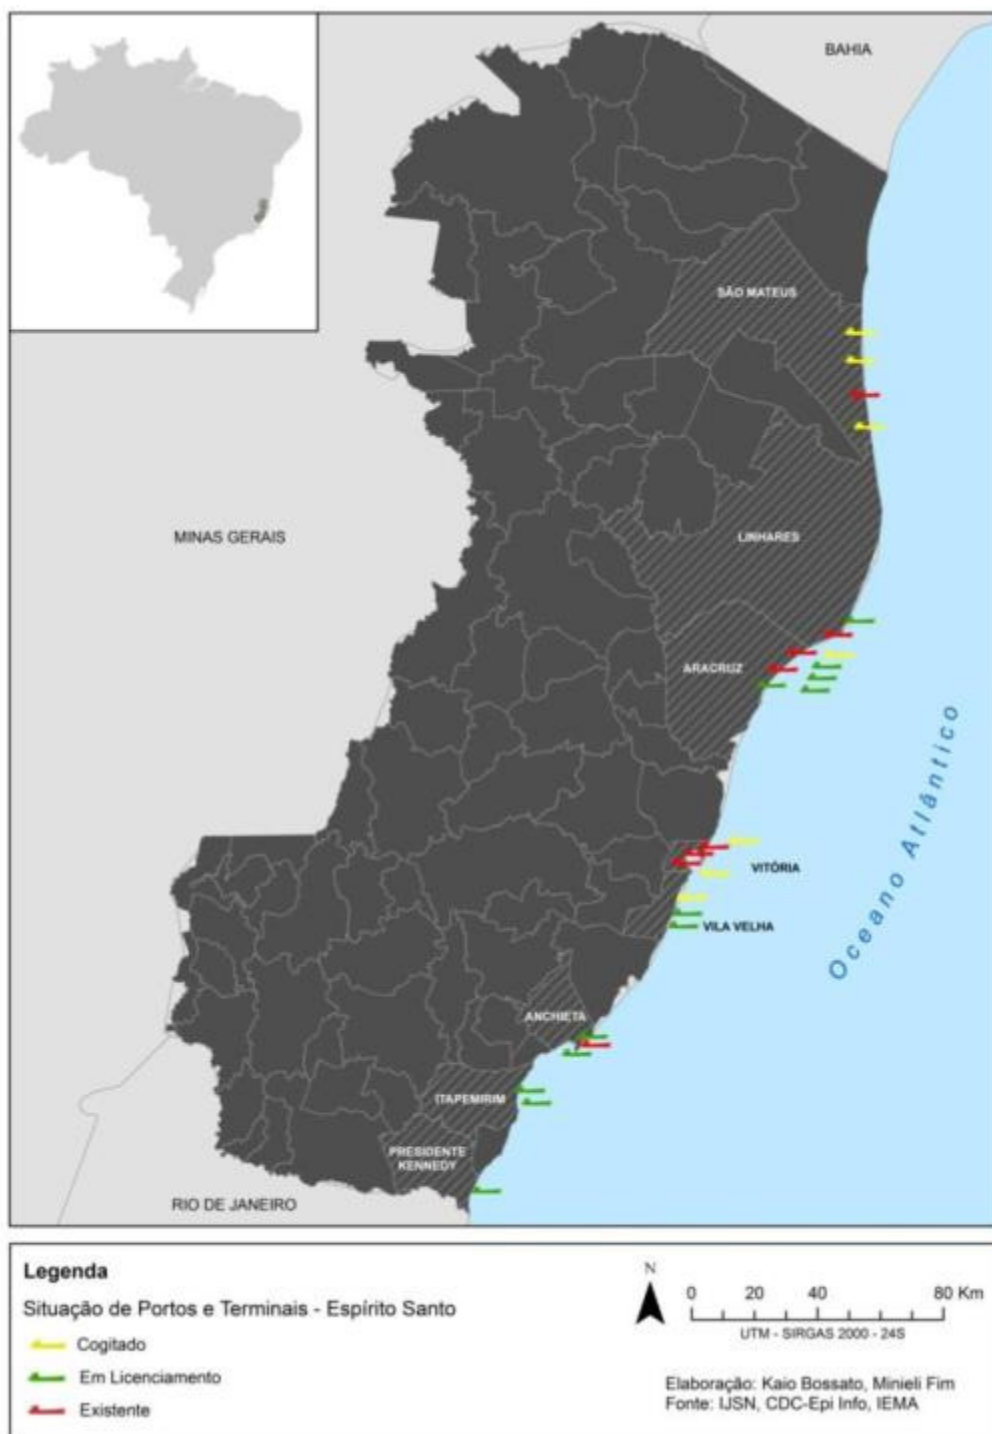 BAHIA
SÃO MATEUS
MINAS GERAIS
LINHARES
ARACRUZ
Oceano Atlântico
VITÓRIA
VILA VELHA
ANCHIETA
ITAPEMIRIM
PRESIDENTE
KENNEDY
RIO DE JANEIRO
Legenda
Situação de Portos e Terminais - Espírito Santo
Cogitado
Em Licenciamento
Existente
N
0 20 40 80 Km
UTM - SIRGAS 2000 - 24S
Elaboração: Kaio Bossato, Minieli Fim
Fonte: IJSN, CDC-Epi Info, IEMA